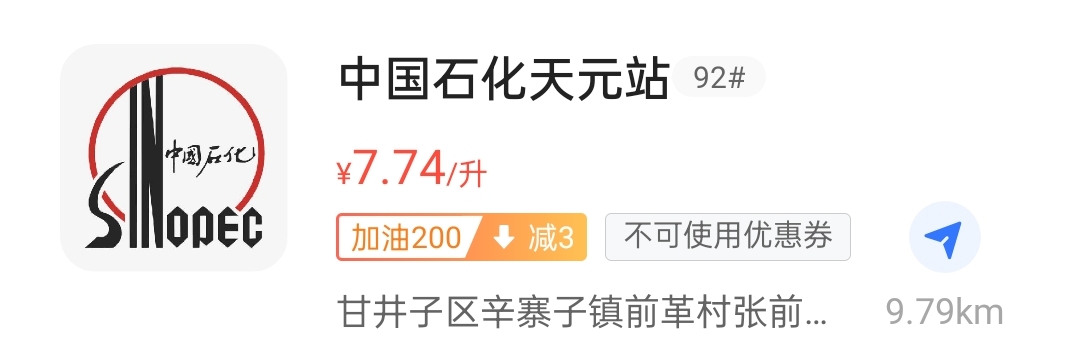 中国石化
SINOPEC
中国石化天元站 92#
¥7.74/升
加油200 减3 不可使用优惠券
甘井子区辛寨子镇前革村张前... 9.79km